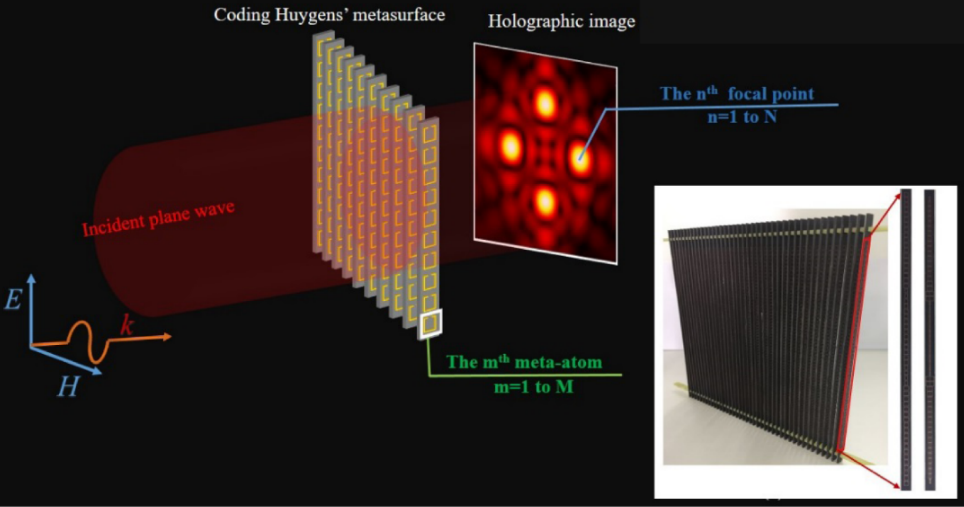 Coding Huygens' metasurface
Holographic image
The nth focal point
n=1 to N
Incident plane wave
E
k
H
The mth meta-atom
m=1 to M